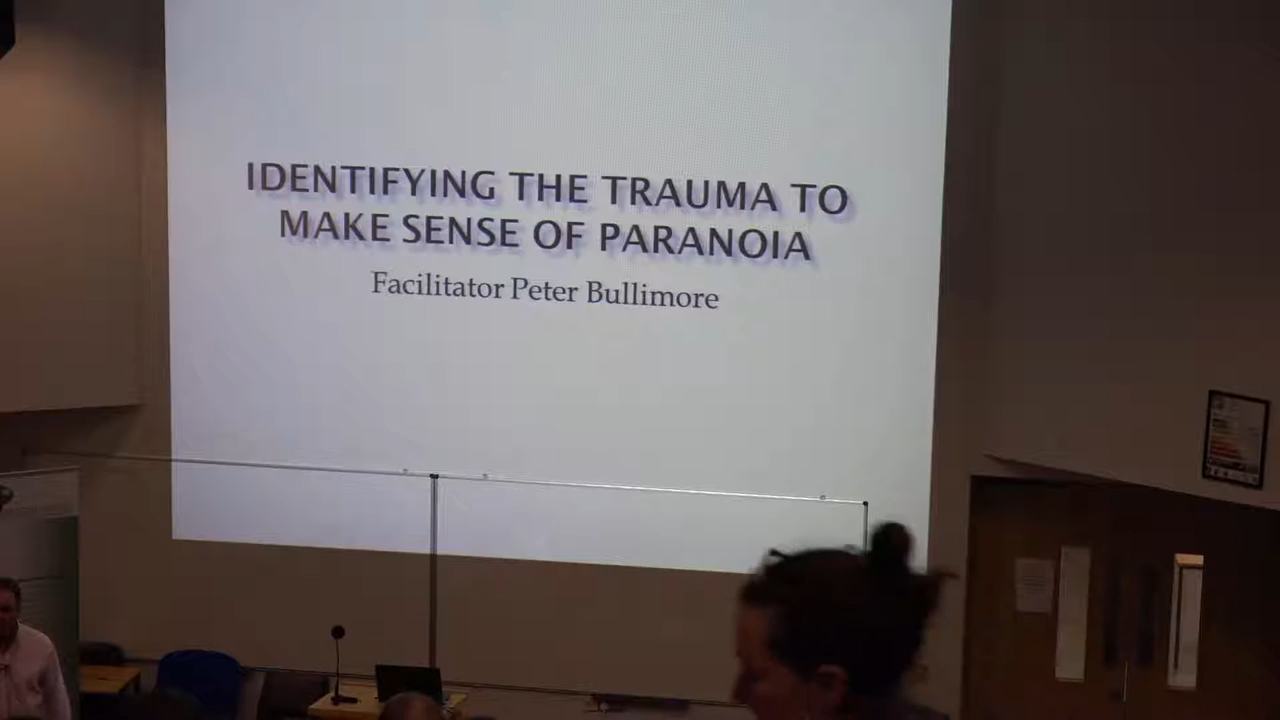 IDENTIFYING THE TRAUMA TO
MAKE SENSE OF PARANOIA
Facilitator Peter Bullimore